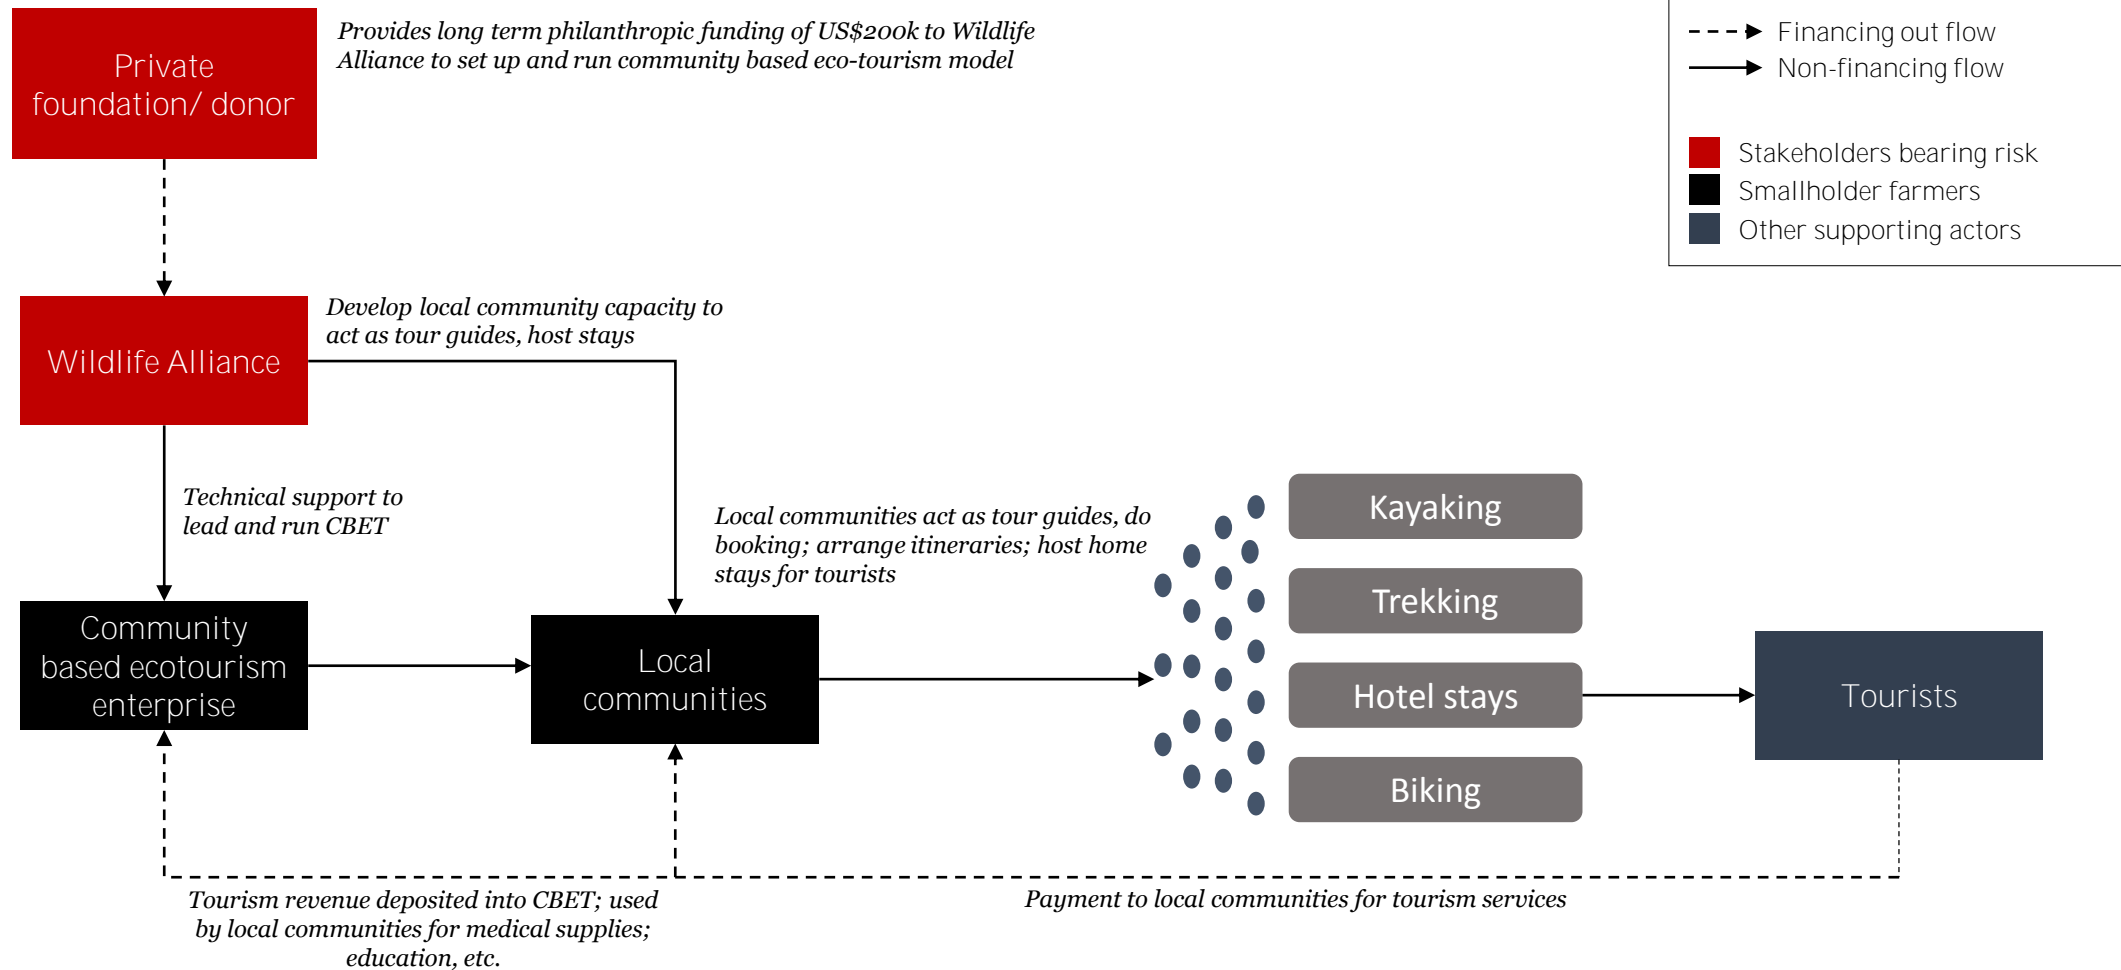 Private
foundation/ donor
Provides long term philanthropic funding of US$200k to Wildlife
Alliance to set up and run community based eco-tourism model
Financing out flow
Non-financing flow
Stakeholders bearing risk
Smallholder farmers
Other supporting actors
Wildlife Alliance
Develop local community capacity to
act as tour guides, host stays
Technical support to
lead and run CBET
Local communities act as tour guides, do
booking; arrange itineraries; host home
stays for tourists
Community
based ecotourism
enterprise
Local
communities
Kayaking
Trekking
Hotel stays
Biking
Tourists
Tourism revenue deposited into CBET; used
by local communities for medical supplies;
education, etc.
Payment to local communities for tourism services